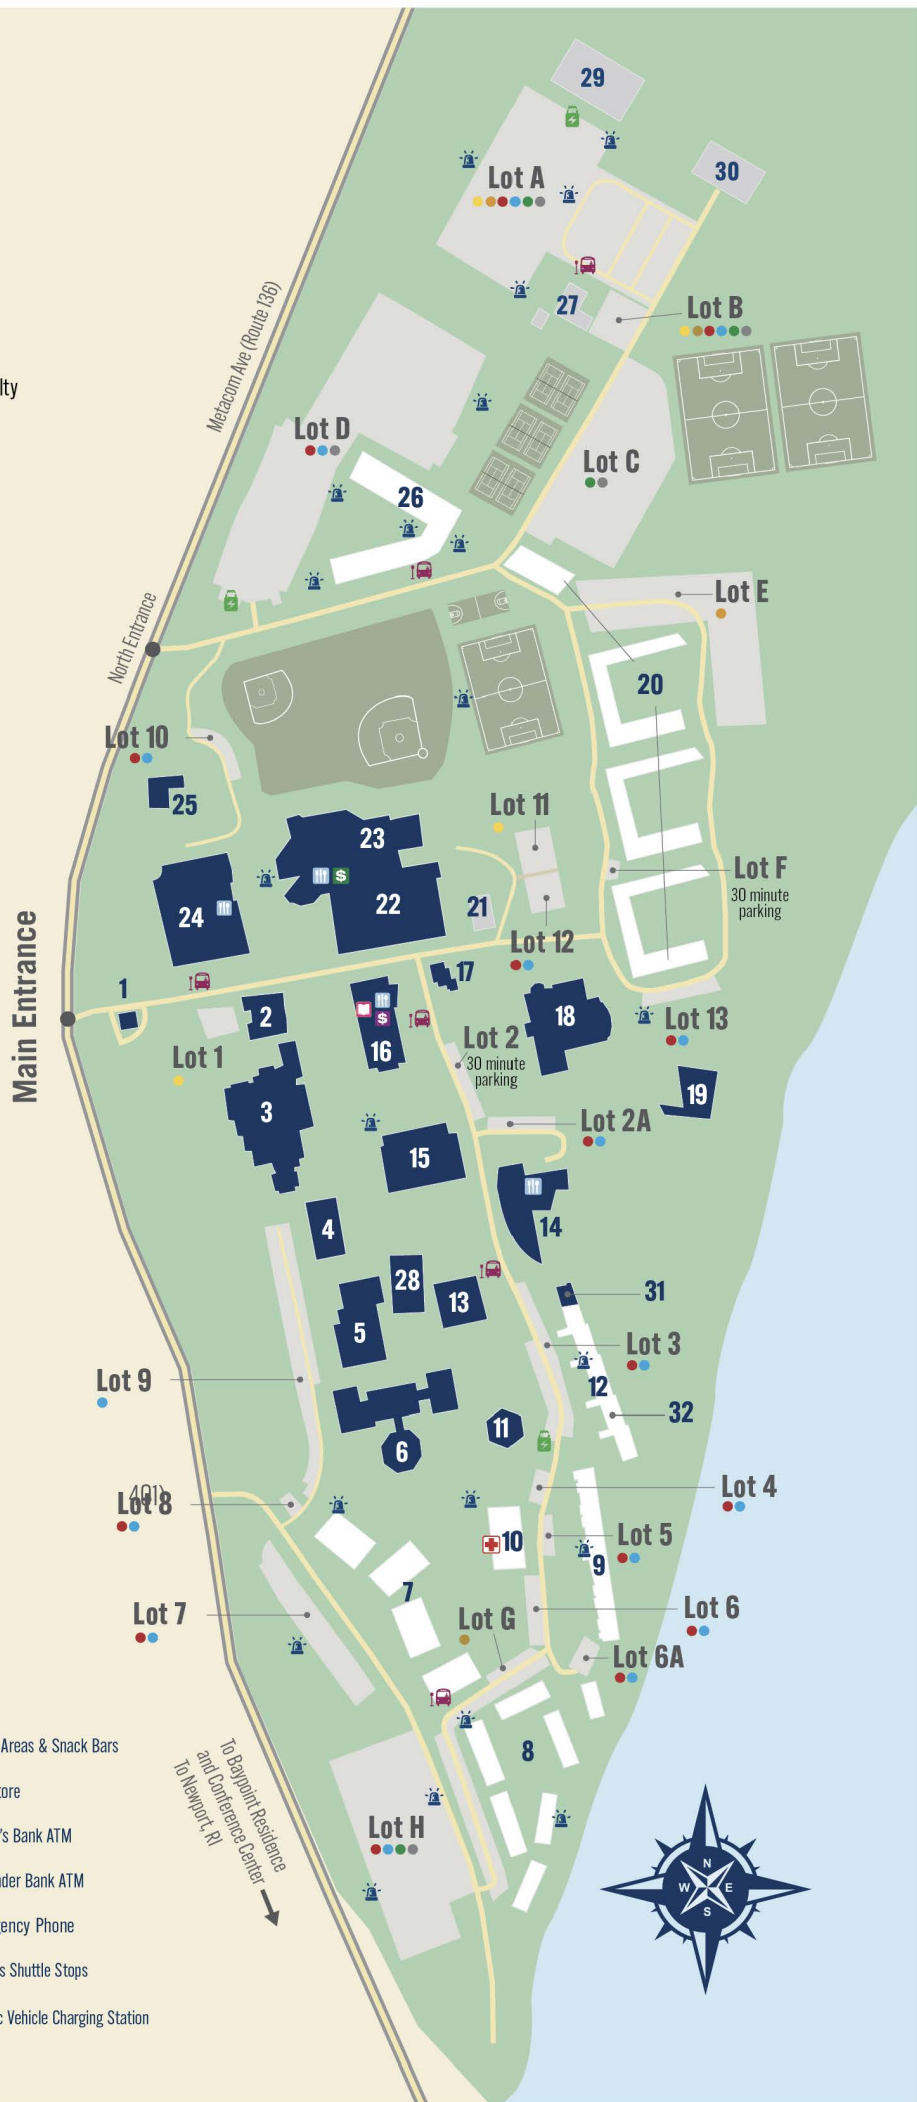 29
30
Lot A
27
Lot B
Metacom Ave (Route 136)
lty
Lot D
Lot C
26
North Entrance
Lot E
20
Lot 10
25
Lot 11
23
Lot F
30 minute
parking
24
22
21
Lot 12
Main Entrance
1
17
2
18
Lot 13
16
Lot 1
Lot 2
30 minute
parking
19
3
Lot 2A
15
14
4
28
13
31
5
Lot 3
Lot 9
12
32
6
11
401)
Lot 8
Lot 4
10
Lot 5
9
7
Lot 7
Lot G
Lot 6
Lot 6A
Areas & Snack Bars
8
tore
To Baypoint Residence
and Conference Center
To Newport, RI
's Bank ATM
Lot H
der Bank ATM
N
W
E
S
ency Phone
s Shuttle Stops
c Vehicle Charging Station
$
$